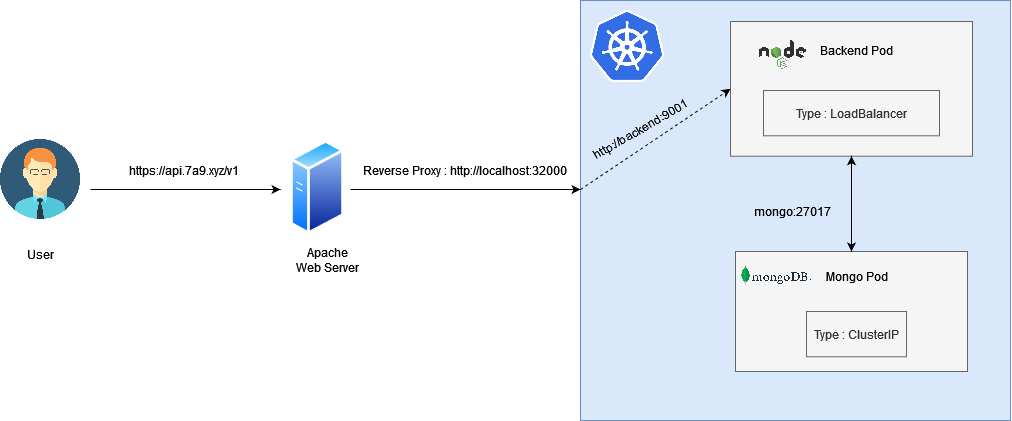 https://api.7a9.xyz/v1
User
Apache
Web Server
Reverse Proxy : http://localhost:32000
http://backend:9001
node
JS
Backend Pod
Type : LoadBalancer
mongo:27017
mongoDB.
Mongo Pod
Type : ClusterIP